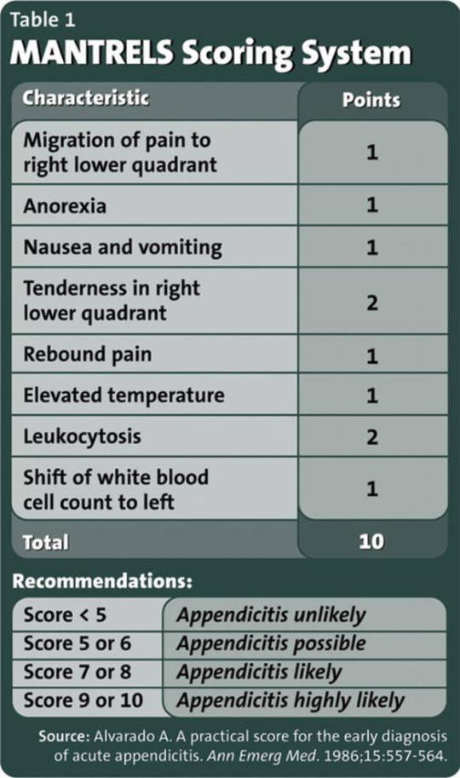 Table 1
MANTRELS Scoring System
Characteristic Points
Migration of pain to
right lower quadrant 1
Anorexia 1
Nausea and vomiting 1
Tenderness in right
lower quadrant 2
Rebound pain 1
Elevated temperature 1
Leukocytosis 2
Shift of white blood
cell count to left 1
Total 10
Recommendations:
Score < 5 Appendicitis unlikely
Score 5 or 6 Appendicitis possible
Score 7 or 8 Appendicitis likely
Score 9 or 10 Appendicitis highly likely
Source: Alvarado A. A practical score for the early diagnosis
of acute appendicitis. Ann Emerg Med. 1986;15:557-564.